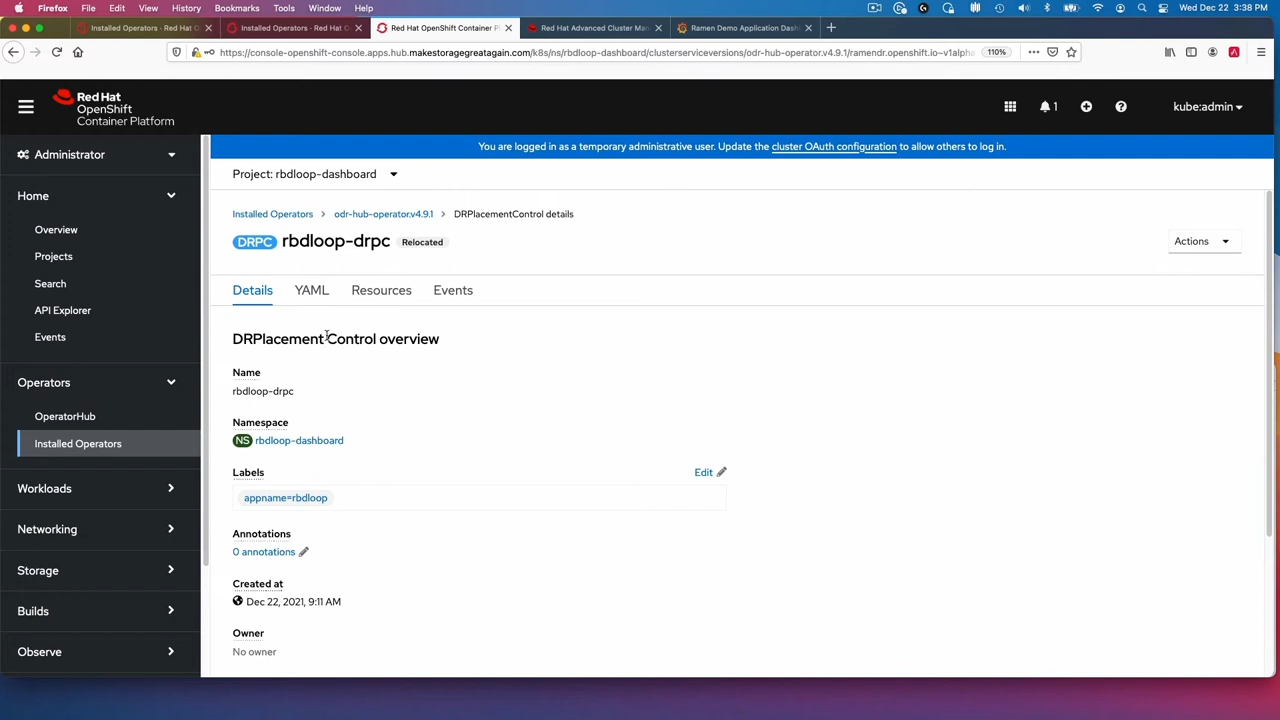 Firefox File Edit View History Bookmarks Tools Window Help Wed Dec 22 3:38 PM
Installed Operators · Red Hat O Installed Operators · Red Hat O Red Hat OpenShift Container P Red Hat Advanced Cluster Ma Ramen Demo Application Dash
https://console-openshift-console.apps.hub.makestoragegreatagain.com/k8s/ns/rbdloop-dashboard/clusterserviceversions/odr-hub-operator.v4.9.1/ramendr.openshift.io~v1alpha 110%
Red Hat
OpenShift
Container Platform
1
kube:admin
Administrator
Home
Overview
Projects
Search
API Explorer
Events
Operators
OperatorHub
Installed Operators
Workloads
Networking
Storage
Builds
Observe
You are logged in as a temporary administrative user. Update the cluster OAuth configuration to allow others to log in.
Project: rbdloop-dashboard
Installed Operators > odr-hub-operator.v4.9.1 > DRPlacementControl details
DRPC rbdloop-drpc Relocated
Actions
Details YAML Resources Events
DRPlacementControl overview
Name
rbdloop-drpc
Namespace
NS rbdloop-dashboard
Labels
Edit
appname=rbdloop
Annotations
0 annotations
Created at
Dec 22, 2021, 9:11 AM
Owner
No owner